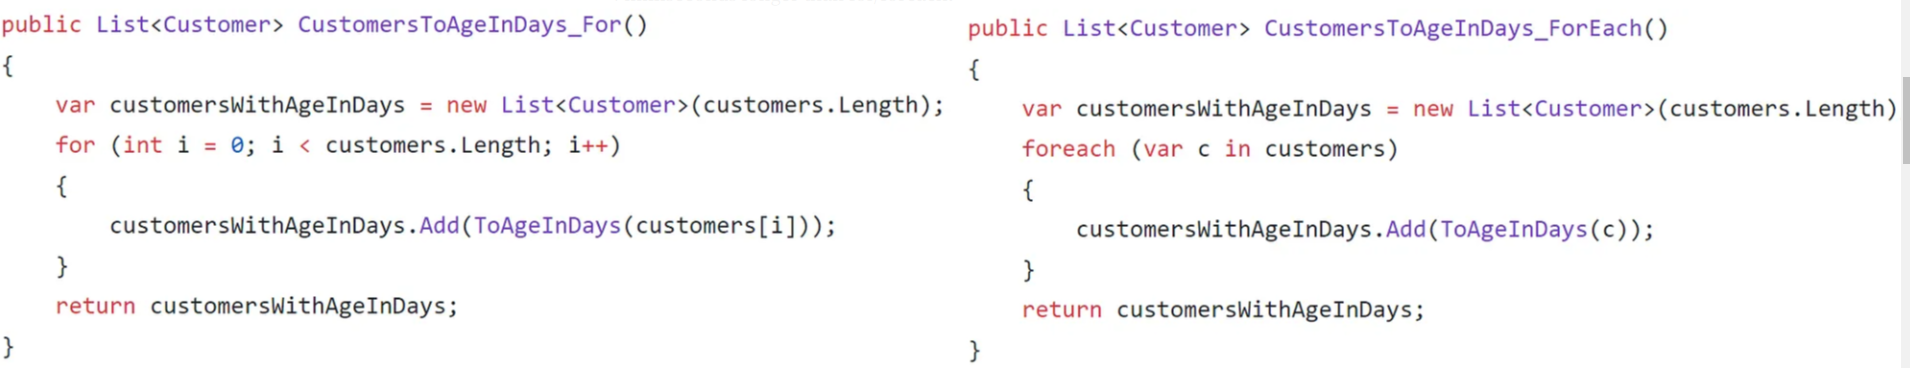 public List<Customer> CustomersToAgeInDays_For()
{
    var customersWithAgeInDays = new List<Customer>(customers.Length);
    for (int i = 0; i < customers.Length; i++)
    {
        customersWithAgeInDays.Add(ToAgeInDays(customers[i]));
    }
    return customersWithAgeInDays;
}
public List<Customer> CustomersToAgeInDays_ForEach()
{
    var customersWithAgeInDays = new List<Customer>(customers.Length)
    foreach (var c in customers)
    {
        customersWithAgeInDays.Add(ToAgeInDays(c));
    }
    return customersWithAgeInDays;
}